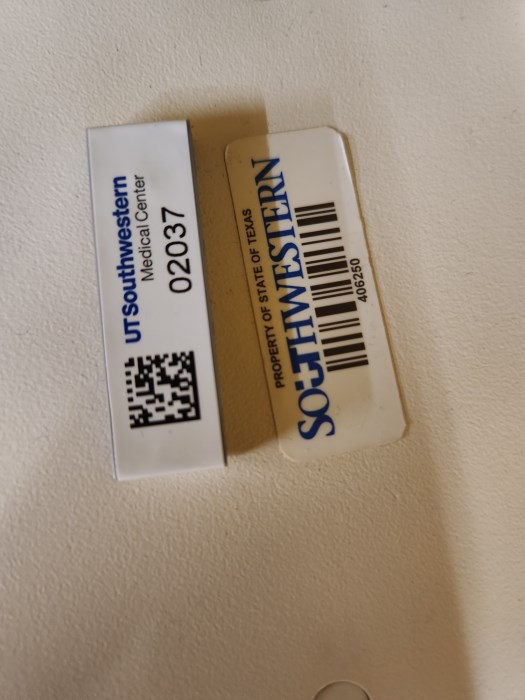 UTSouthwestern
Medical Center
02037
PROPERTY OF STATE OF TEXAS
SOUTHWESTERN
406250